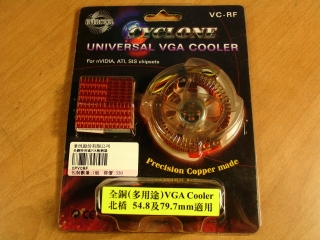 VC-RF
CYCLONE
UNIVERSAL VGA COOLER
For nVIDIA, ATI, SIS chipsets
SPVCRF
Precision Copper made
全銅(多用途)VGA Cooler
北橋 54.8及79.7mm適用